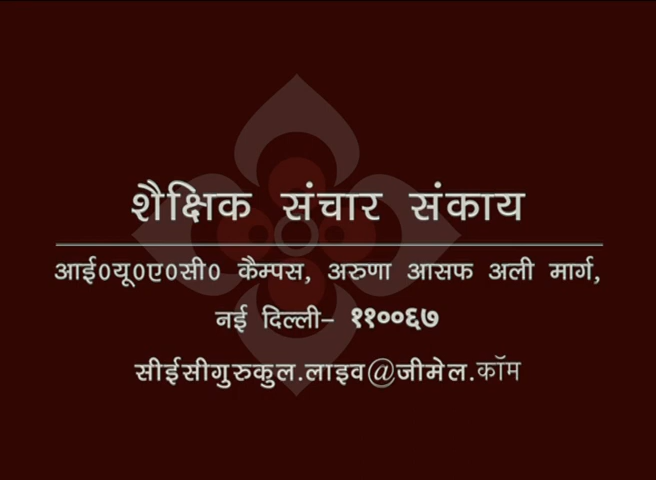 शैक्षिक संचार संकाय
आई०यू०ए०सी० कैम्पस, अरुणा आसफ अली मार्ग,
नई दिल्ली- ११००६७
सीईसीगुरुकुल.लाइव@जीमेल.कॉम